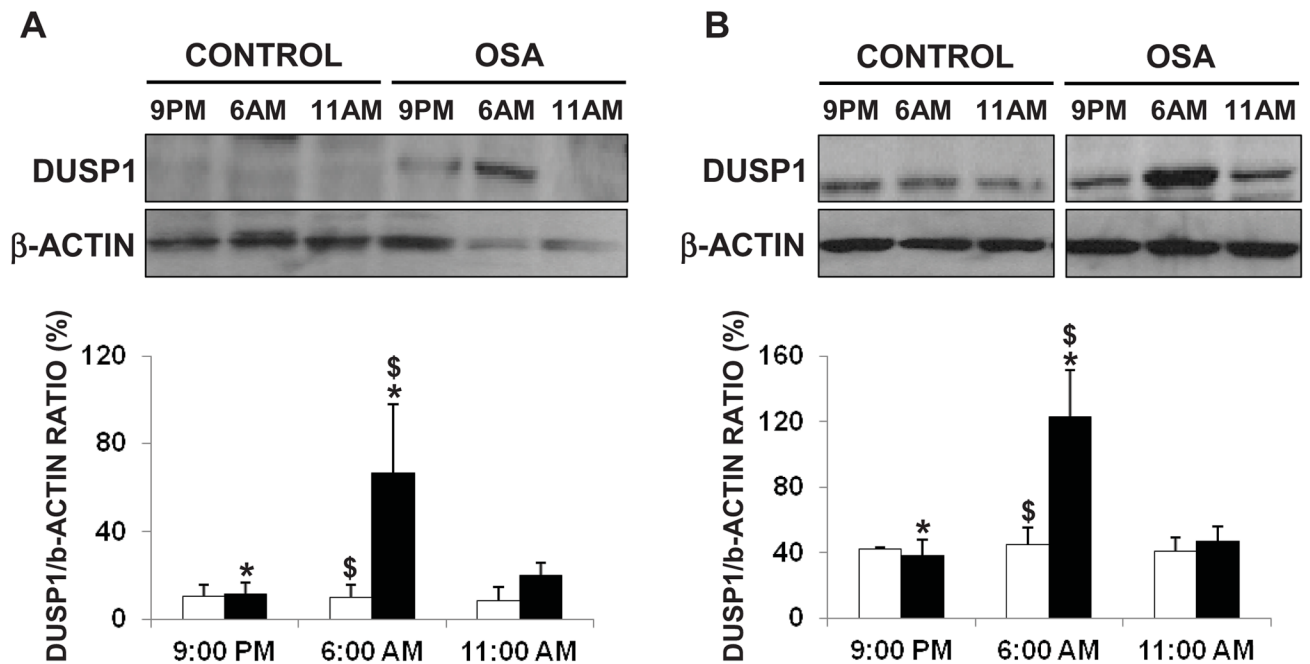 A
CONTROL OSA
9PM 6AM 11AM 9PM 6AM 11AM
DUSP1
β-ACTIN
DUSP1/b-ACTIN RATIO (%)
120
80
40
0
*
$
$
*
9:00 PM 6:00 AM 11:00 AM
B
CONTROL OSA
9PM 6AM 11AM 9PM 6AM 11AM
DUSP1
β-ACTIN
DUSP1/b-ACTIN RATIO (%)
160
120
80
40
0
*
$
$
*
9:00 PM 6:00 AM 11:00 AM